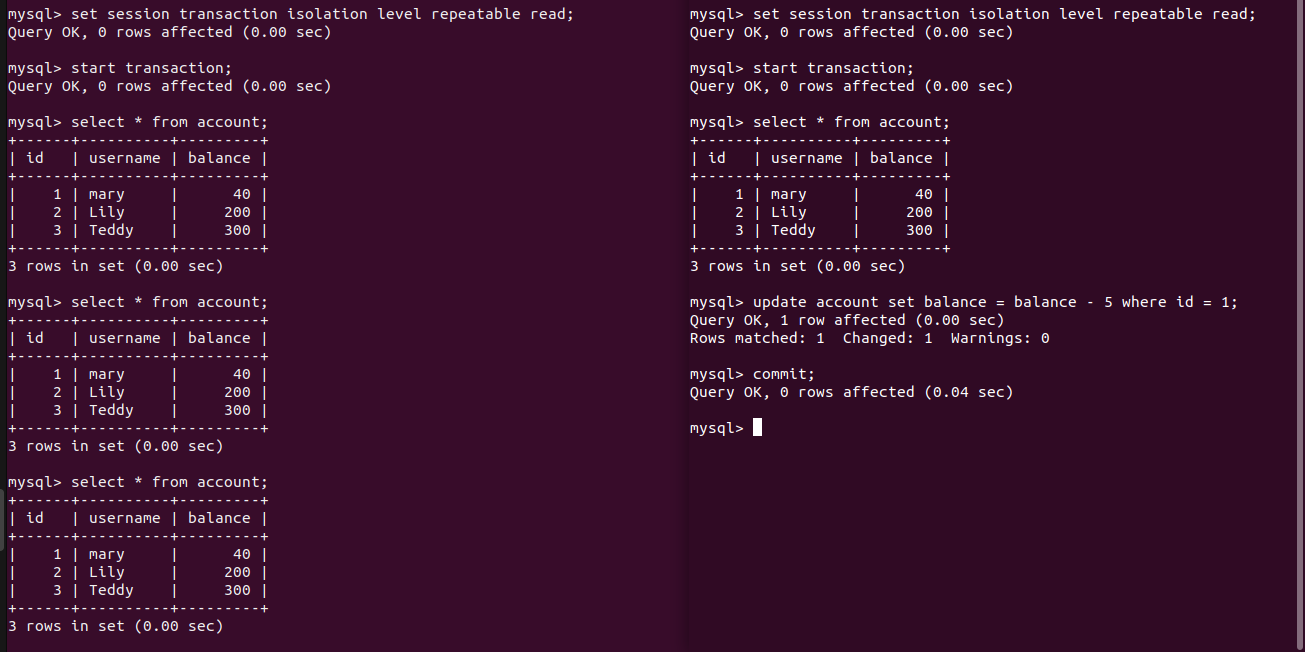 mysql> set session transaction isolation level repeatable read;
Query OK, 0 rows affected (0.00 sec)

mysql> start transaction;
Query OK, 0 rows affected (0.00 sec)

mysql> select * from account;
+------+----------+---------+
| id   | username | balance |
+------+----------+---------+
|    1 | mary     |      40 |
|    2 | Lily     |     200 |
|    3 | Teddy    |     300 |
+------+----------+---------+
3 rows in set (0.00 sec)

mysql> select * from account;
+------+----------+---------+
| id   | username | balance |
+------+----------+---------+
|    1 | mary     |      40 |
|    2 | Lily     |     200 |
|    3 | Teddy    |     300 |
+------+----------+---------+
3 rows in set (0.00 sec)

mysql> select * from account;
+------+----------+---------+
| id   | username | balance |
+------+----------+---------+
|    1 | mary     |      40 |
|    2 | Lily     |     200 |
|    3 | Teddy    |     300 |
+------+----------+---------+
3 rows in set (0.00 sec)

mysql> set session transaction isolation level repeatable read;
Query OK, 0 rows affected (0.00 sec)

mysql> start transaction;
Query OK, 0 rows affected (0.00 sec)

mysql> select * from account;
+------+----------+---------+
| id   | username | balance |
+------+----------+---------+
|    1 | mary     |      40 |
|    2 | Lily     |     200 |
|    3 | Teddy    |     300 |
+------+----------+---------+
3 rows in set (0.00 sec)

mysql> update account set balance = balance - 5 where id = 1;
Query OK, 1 row affected (0.00 sec)
Rows matched: 1  Changed: 1  Warnings: 0

mysql> commit;
Query OK, 0 rows affected (0.04 sec)

mysql>